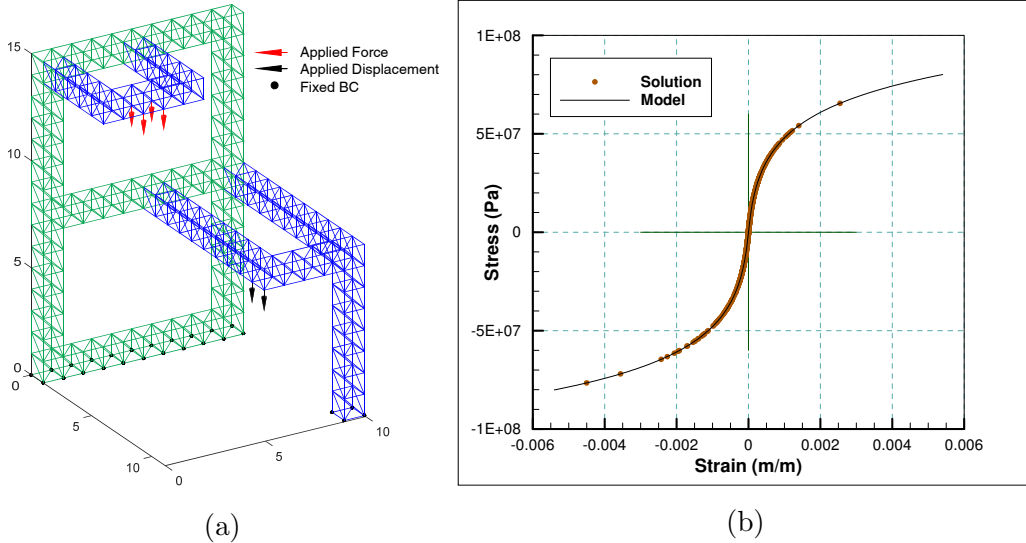 15
10
5
0
0
5
10
0
5
10
Applied Force
Applied Displacement
Fixed BC
(a)
1E+08
5E+07
0
-5E+07
-1E+08
Stress (Pa)
Solution
Model
-0.006 -0.004 -0.002 0 0.002 0.004 0.006
Strain (m/m)
(b)